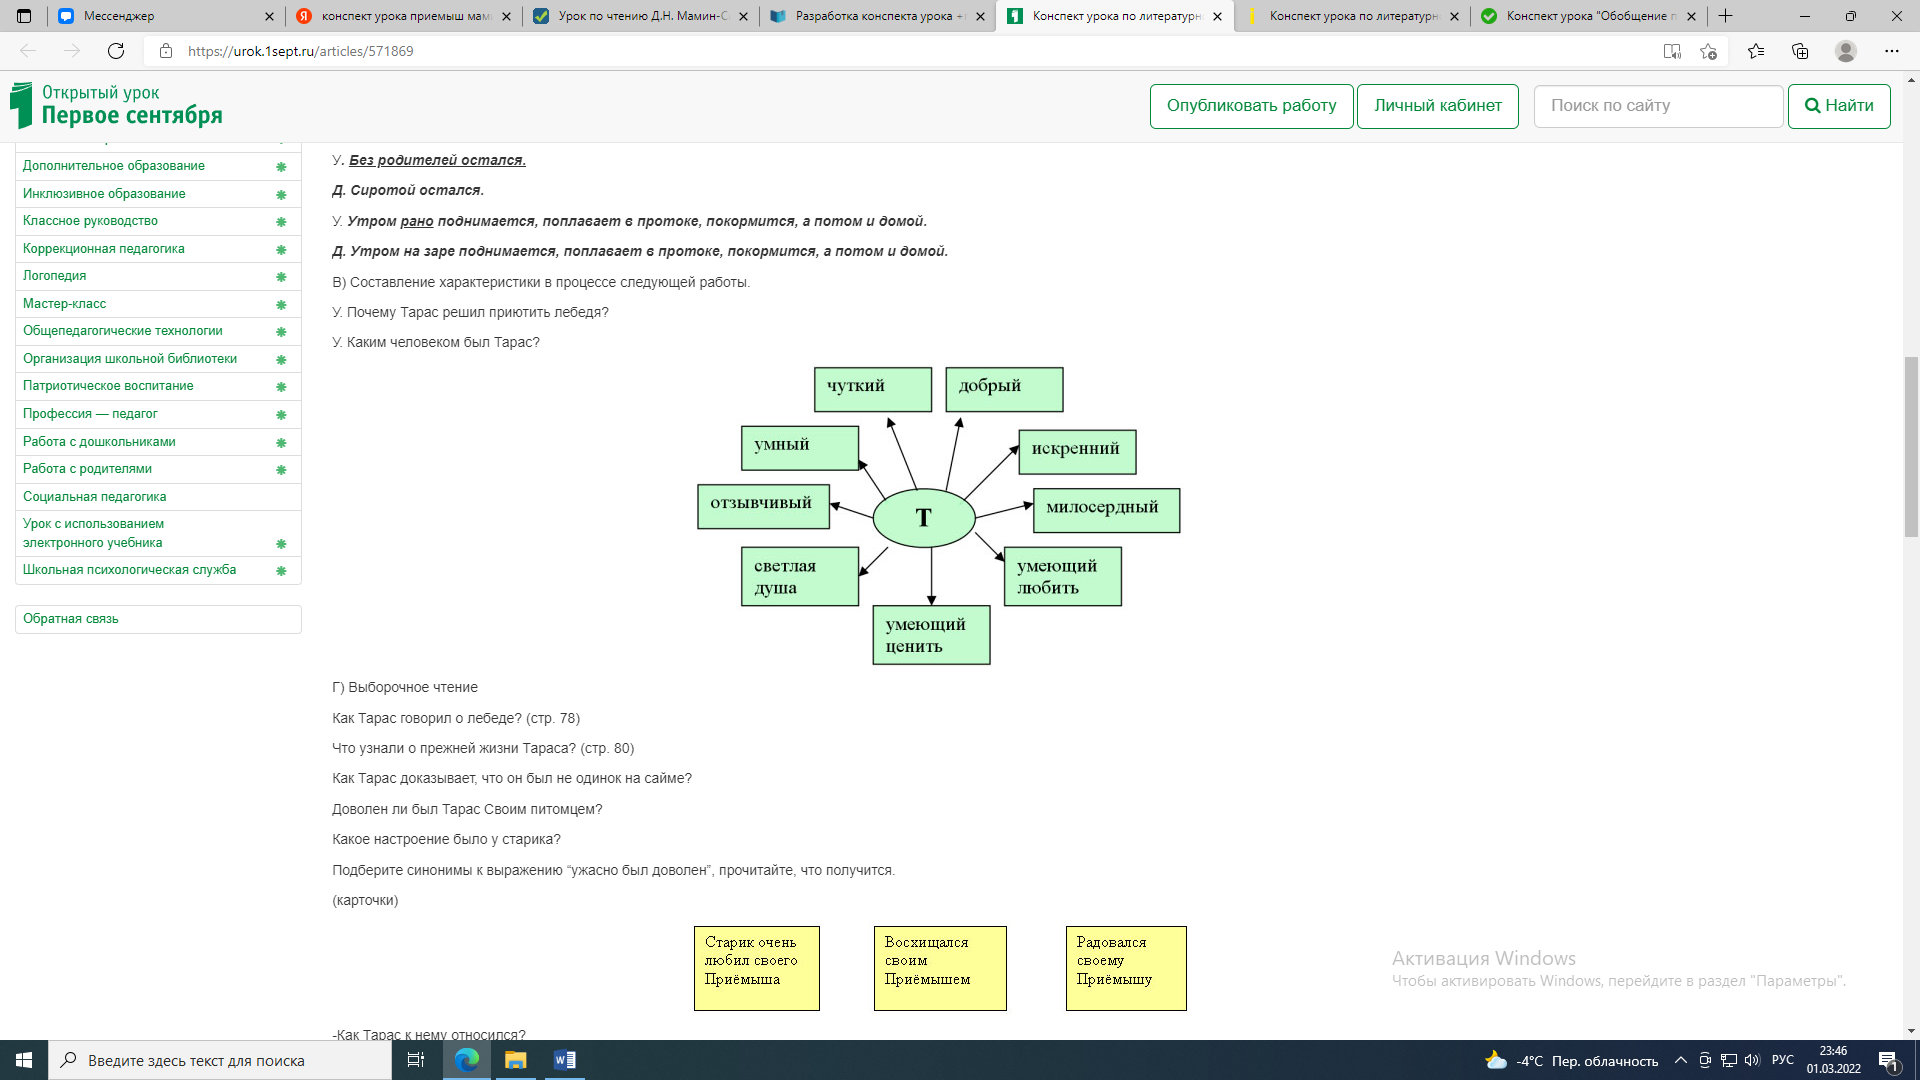 Мессенджер
конспект урока приемыш мам
Урок по чтению Д.Н. Мамин-С
Разработка конспекта урока +
Конспект урока по литературн
Конспект урока по литературн
Конспект урока "Обобщение п
https://urok.1sept.ru/articles/571869
Открытый урок
Первое сентября
Опубликовать работу
Личный кабинет
Поиск по сайту
Найти
Дополнительное образование
Инклюзивное образование
Классное руководство
Коррекционная педагогика
Логопедия
Мастер-класс
Общепедагогические технологии
Организация школьной библиотеки
Патриотическое воспитание
Профессия — педагог
Работа с дошкольниками
Работа с родителями
Социальная педагогика
Урок с использованием
электронного учебника
Школьная психологическая служба
Обратная связь
У. Без родителей остался.
Д. Сиротой остался.
У. Утром рано поднимается, поплавает в протоке, покормится, а потом и домой.
Д. Утром на заре поднимается, поплавает в протоке, покормится, а потом и домой.
В) Составление характеристики в процессе следующей работы.
У. Почему Тарас решил приютить лебедя?
У. Каким человеком был Тарас?
чуткий
добрый
умный
искренний
отзывчивый
Т
милосердный
светлая
душа
умеющий
любить
умеющий
ценить
Г) Выборочное чтение
Как Тарас говорил о лебеде? (стр. 78)
Что узнали о прежней жизни Тараса? (стр. 80)
Как Тарас доказывает, что он был не одинок на сайме?
Доволен ли был Тарас Своим питомцем?
Какое настроение было у старика?
Подберите синонимы к выражению “ужасно был доволен”, прочитайте, что получится.
(карточки)
Старик очень
любил своего
Приёмыша
Восхищался
своим
Приёмышем
Радовался
своему
Приёмышу
-Как Тарас к нему относился?
Активация Windows
Чтобы активировать Windows, перейдите в раздел "Параметры".
Введите здесь текст для поиска
-4°C Пер. облачность
РУС
23:46
01.03.2022
1